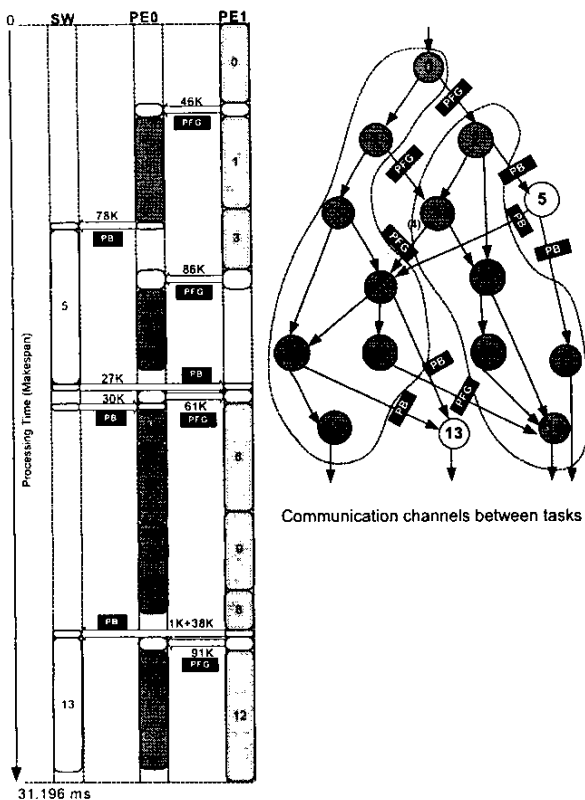 0
SW
PE0
PE1
0
46K
PFG
1
78K
PB
3
86K
PFG
5
27K
PB
30K
PB
61K
PFG
9
PB
1K+38K
8
91K
PFG
13
12
Processing Time (Makespan)
31,196 ms
PFG
PFG
PB
5
(4)
PB
PB
PFG
PB
PB
PFG
13
Communication channels between tasks